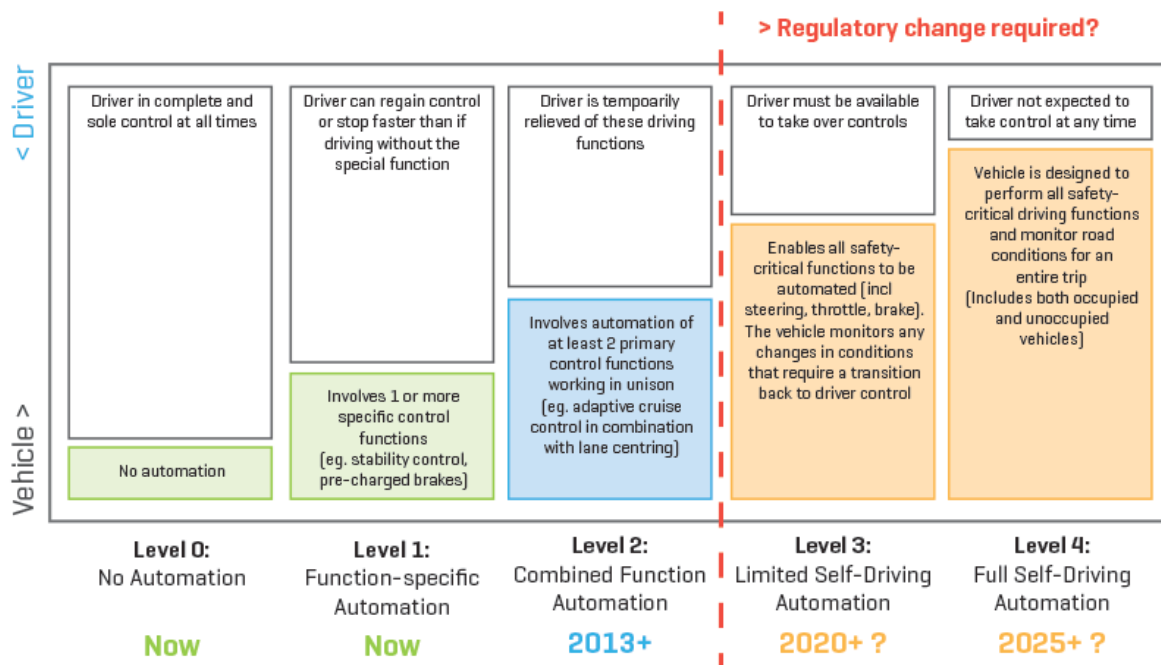 > Regulatory change required?
< Driver
Vehicle >
Driver in complete and
sole control at all times
No automation
Level 0:
No Automation
Now
Driver can regain control
or stop faster than if
driving without the
special function
Involves 1 or more
specific control
functions
(eg. stability control,
pre-charged brakes)
Level 1:
Function-specific
Automation
Now
Driver is tempoarily
relieved of these driving
functions
Involves automation of
at least 2 primary
control functions
working in unison
(eg. adaptive cruise
control in combination
with lane centring)
Level 2:
Combined Function
Automation
2013+
Driver must be available
to take over controls
Enables all safety-
critical functions to be
automated (incl
steering, throttle, brake).
The vehicle monitors any
changes in conditions
that require a transition
back to driver control
Level 3:
Limited Self-Driving
Automation
2020+ ?
Driver not expected to
take control at any time
Vehicle is designed to
perform all safety-
critical driving functions
and monitor road
conditions for an
entire trip
(Includes both occupied
and unoccupied
vehicles)
Level 4:
Full Self-Driving
Automation
2025+ ?